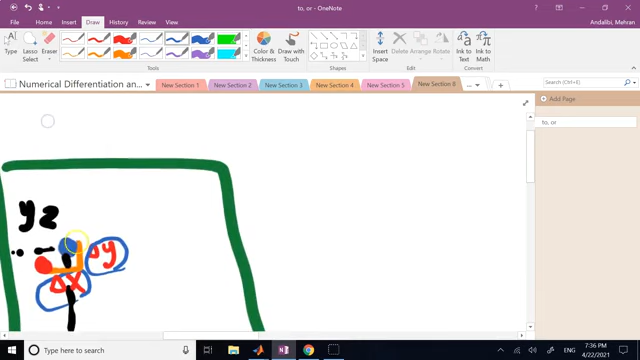 to, or - OneNote
Andalibi, Mehran
File Home Insert Draw History Review View
Type
Lasso Select
Eraser
Color & Thickness
Draw with Touch
Insert Space
Delete
Arrange
Rotate
Ink to Text
Ink to Math
Tools
Shapes
Edit
Convert
Numerical Differentiation an...
New Section 1
New Section 2
New Section 3
New Section 4
New Section 5
New Section 6
Search (Ctrl+E)
Add Page
to, or
y2
Δy
Δx
Type here to search
ENG
7:36 PM
4/22/2021